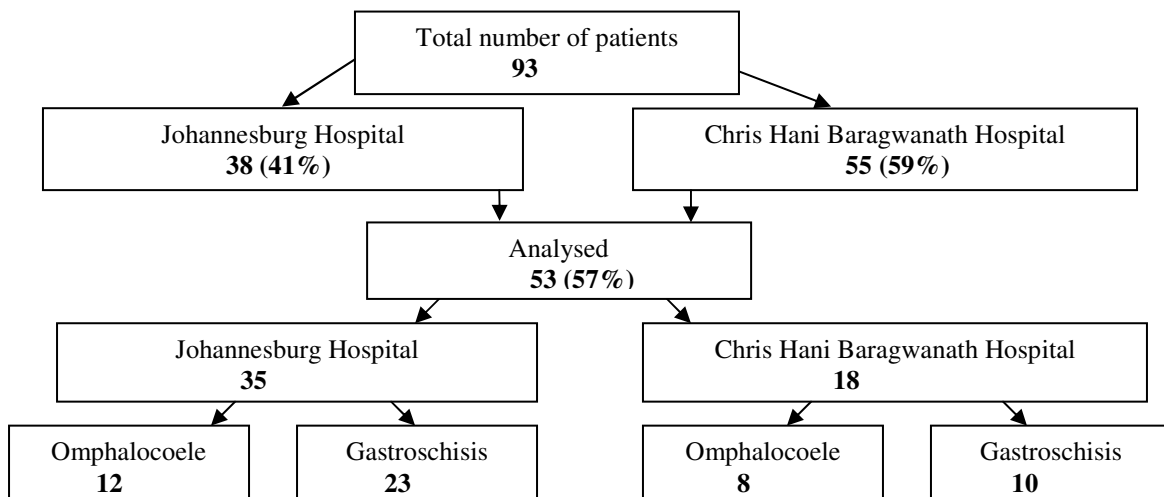 Total number of patients
93
Johannesburg Hospital
38 (41%)
Chris Hani Baragwanath Hospital
55 (59%)
Analysed
53 (57%)
Johannesburg Hospital
35
Chris Hani Baragwanath Hospital
18
Omphalocoele
12
Gastroschisis
23
Omphalocoele
8
Gastroschisis
10